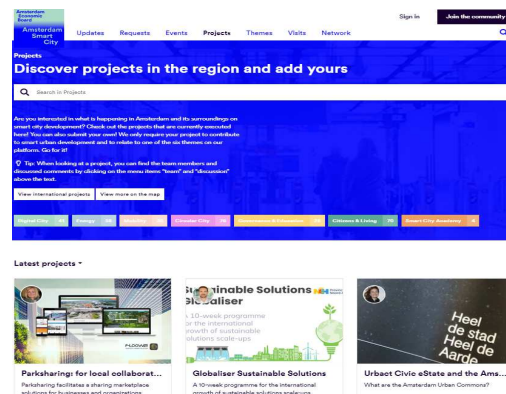 Amsterdam
Economic
Board
Sign in
Join the community
Amsterdam
Smart
City
Updates
Requests
Events
Projects
Themes
Visits
Network
Projects
Discover projects in the region and add yours
Search in Projects
Are you interested in what is happening in Amsterdam and its surroundings on
smart city development? Check out the projects that are currently executed
here! You can also submit your own! We only require your project to contribute
to smart urban development and to relate to one of the six themes on our
platform. Go for it!
Tip: When looking at a project, you can find the team members and
discussed comments by clicking on the menu items "team" and "discussion"
above the text.
View international projects
View more on the map
Digital City
Energy
Mobility
Circular City
Citizens & Living
Smart City Academy
Latest projects
Sustainable Solutions
Globaliser
A 10-week programme
for the international
growth of sustainable
solutions scale-ups
FLOOW2
Heel
de stad
Heel de
Aarde
Parksharing: for local collaborat...
Parksharing facilitates a sharing marketplace
solutions for businesses and organizations
Globaliser Sustainable Solutions
A 10-week programme for the international
growth of sustainable solutions scale-ups
Urbact Civic eState and the Ams...
What are the Amsterdam Urban Commons?